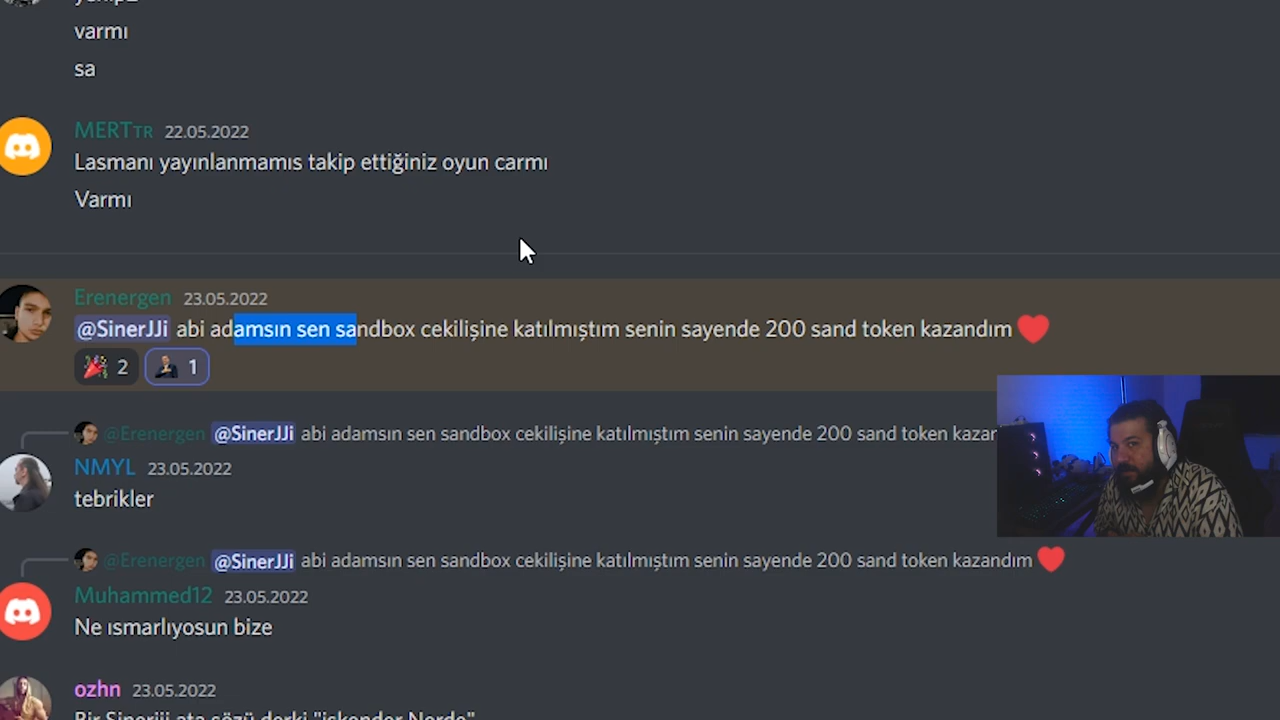 varmı
sa
MERTTR 22.05.2022
Lasmanı yayınlanmamıs takip ettiğiniz oyun carmı
Varmı
Erenergen 23.05.2022
@SinerJJi abi adamsın sen sandbox cekilişine katılmıştım senin sayende 200 sand token kazandım
2 1
@Erenergen @SinerJJi abi adamsın sen sandbox cekilişine katılmıştım senin sayende 200 sand token kazar
NMYL 23.05.2022
tebrikler
@Erenergen @SinerJJi abi adamsın sen sandbox cekilişine katılmıştım senin sayende 200 sand token kazandım
Muhammed12 23.05.2022
Ne ısmarlıyosun bize
ozhn 23.05.2022
Bir Sinerjji ata sözü derki "iskender Nerde"